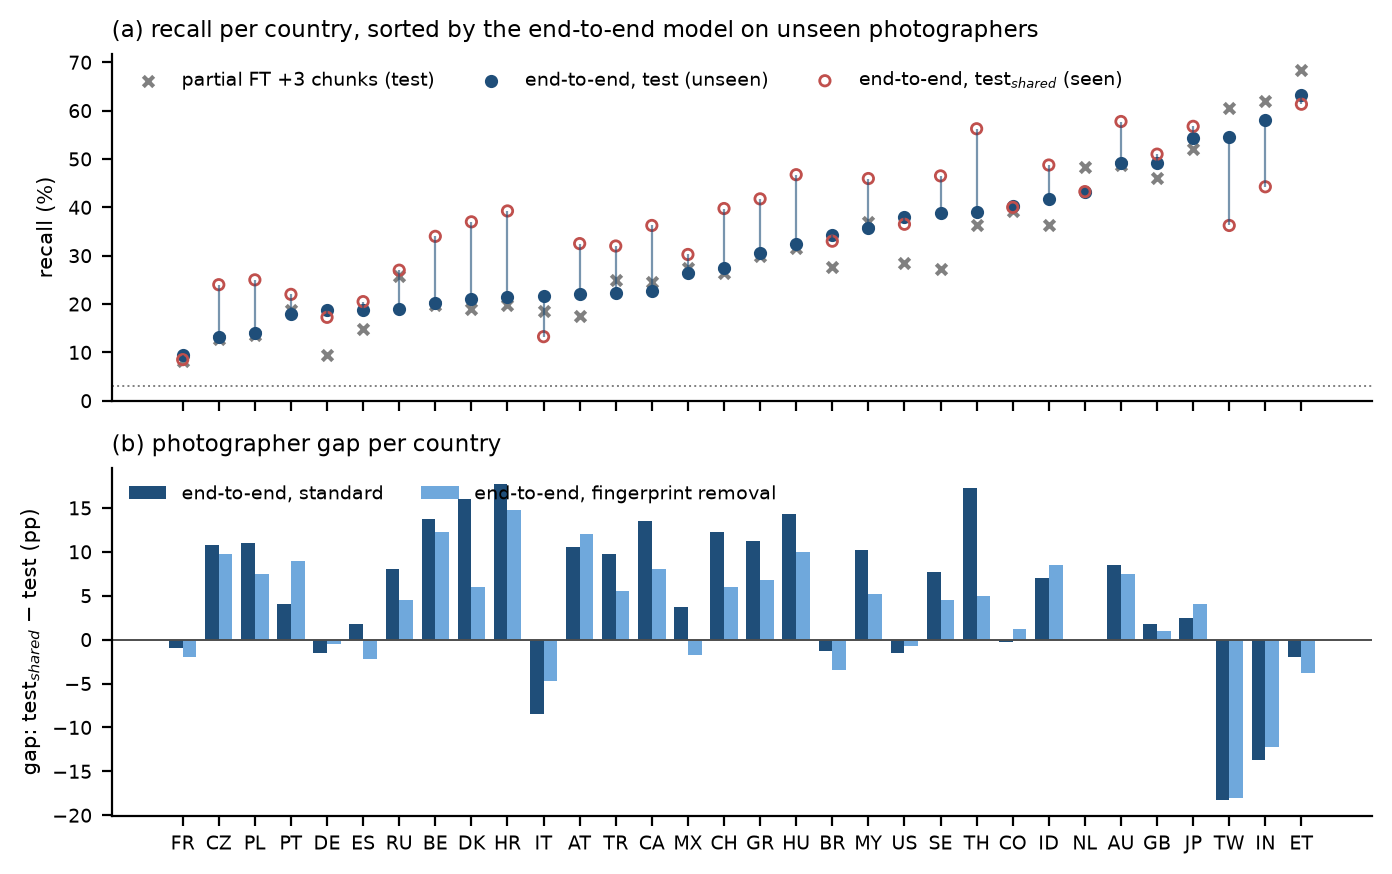 (a) recall per country, sorted by the end-to-end model on unseen photographers
partial FT +3 chunks (test)
end-to-end, test (unseen)
end-to-end, test_shared (seen)
recall (%)
70
60
50
40
30
20
10
0
(b) photographer gap per country
end-to-end, standard
end-to-end, fingerprint removal
gap: test_shared − test (pp)
15
10
5
0
−5
−10
−15
−20
FR CZ PL PT DE ES RU BE DK HR IT AT TR CA MX CH GR HU BR MY US SE TH CO ID NL AU GB JP TW IN ET